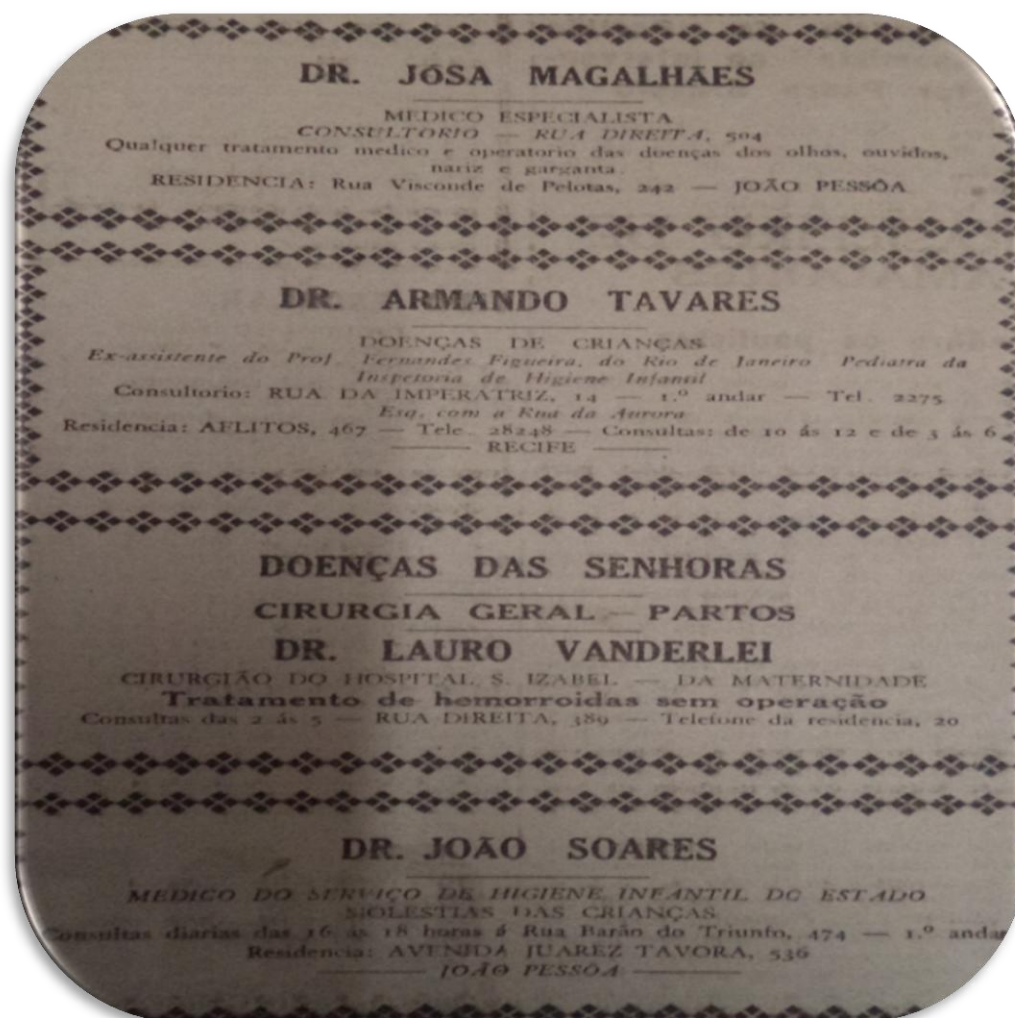 DR. JÓSA MAGALHÃES
MEDICO ESPECIALISTA
CONSULTORIO — RUA DIREITA, 504
Qualquer tratamento medico e operatorio das doenças dos olhos, ouvidos,
nariz e garganta.
RESIDENCIA: Rua Visconde de Pelotas, 242 — JOÃO PESSÔA
DR. ARMANDO TAVARES
DOENÇAS DE CRIANÇAS
Ex-assistente do Prof. Fernandes Figueira, do Rio de Janeiro Pediatra da
Inspetoria de Higiene Infantil
Consultorio: RUA DA IMPERATRIZ, 14 — 1.º andar — Tel. 2275
Esq. com a Rua da Aurora
Residencia: AFLITOS, 467 — Tele. 28248 — Consultas: de 10 ás 12 e de 3 ás 6
RECIFE
DOENÇAS DAS SENHORAS
CIRURGIA GERAL — PARTOS
DR. LAURO VANDERLEI
CIRURGIÃO DO HOSPITAL S. IZABEL — DA MATERNIDADE
Tratamento de hemorroidas sem operação
Consultas das 2 ás 5 — RUA DIREITA, 389 — Telefone da residencia, 20
DR. JOÃO SOARES
MEDICO DO SERVIÇO DE HIGIENE INFANTIL DO ESTADO
MOLESTIAS DAS CRIANÇAS
Consultas diarias das 16 ás 18 horas á Rua Barão do Triunfo, 474 — 1.º andar
Residencia: AVENIDA JUAREZ TAVORA, 536
JOÃO PESSÔA